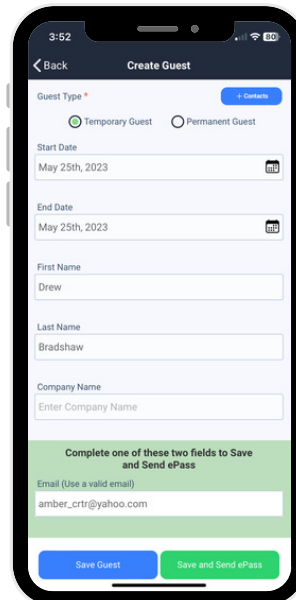 3:52 80
Back Create Guest
Guest Type * + Contacts
Temporary Guest Permanent Guest
Start Date
May 25th, 2023
End Date
May 25th, 2023
First Name
Drew
Last Name
Bradshaw
Company Name
Enter Company Name
Complete one of these two fields to Save
and Send ePass
Email (Use a valid email)
amber_crtr@yahoo.com
Save Guest Save and Send ePass